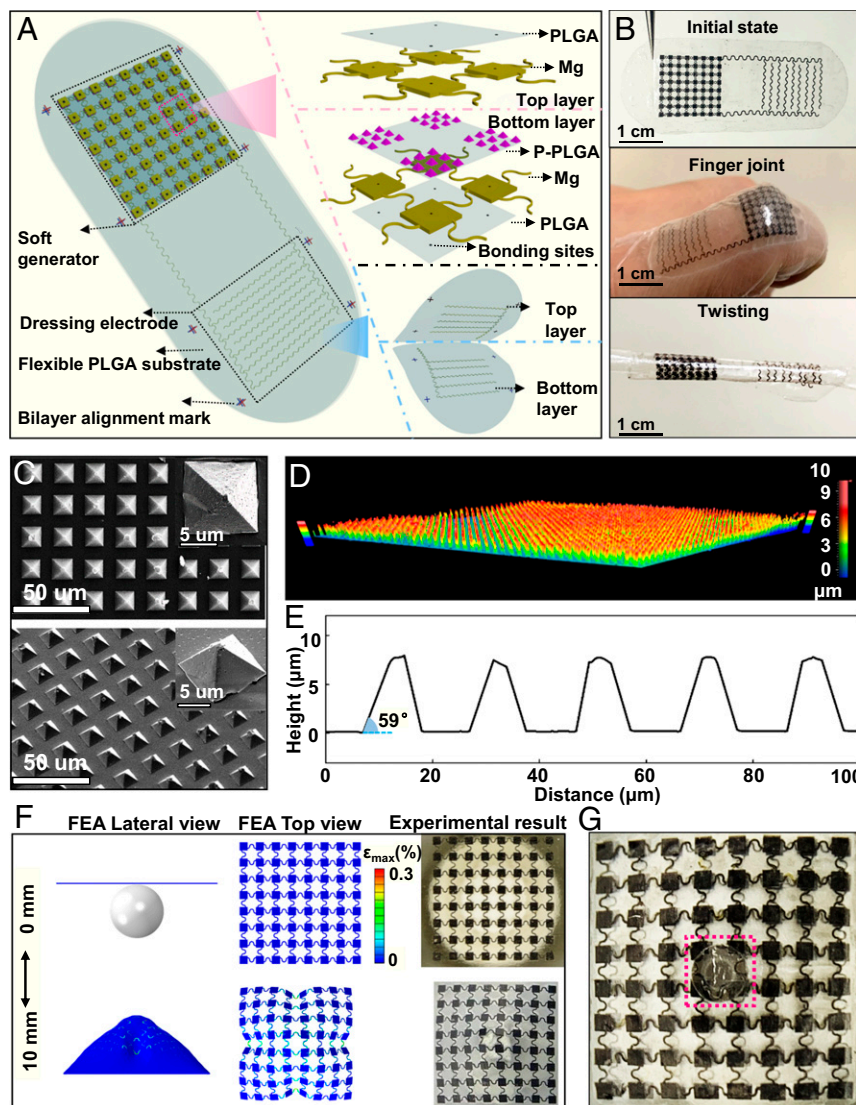 A
PLGA
Mg
Top layer
Bottom layer
P-PLGA
Mg
PLGA
Bonding sites
Soft
generator
Dressing electrode
Flexible PLGA substrate
Bilayer alignment mark
Top
layer
Bottom
layer
B
Initial state
1 cm
Finger joint
1 cm
Twisting
1 cm
C
5 um
50 um
5 um
50 um
D
10
9
6
3
0
μm
E
Height (μm)
10
5
0
59°
0 20 40 60 80 100
Distance (μm)
F
FEA Lateral view FEA Top view Experimental result
εmax(%)
0.3
0
0 mm
10 mm
G